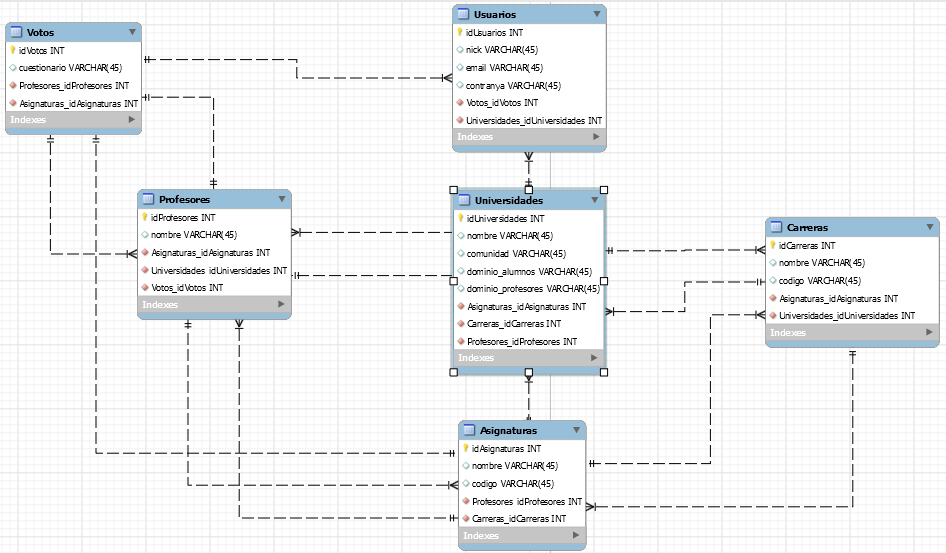 Votos
idVotos INT
cuestionario VARCHAR(45)
Profesores_idProfesores INT
Asignaturas_idAsignaturas INT
Indexes
Usuarios
idUsuarios INT
nick VARCHAR(45)
email VARCHAR(45)
contranya VARCHAR(45)
Votos_idVotos INT
Universidades_idUniversidades INT
Indexes
Profesores
idProfesores INT
nombre VARCHAR(45)
Asignaturas_idAsignaturas INT
Universidades_idUniversidades INT
Votos_idVotos INT
Indexes
Universidades
idUniversidades INT
nombre VARCHAR(45)
comunidad VARCHAR(45)
dominio_alumnos VARCHAR(45)
dominio_profesores VARCHAR(45)
Asignaturas_idAsignaturas INT
Carreras_idCarreras INT
Profesores_idProfesores INT
Indexes
Carreras
idCarreras INT
nombre VARCHAR(45)
codigo VARCHAR(45)
Asignaturas_idAsignaturas INT
Universidades_idUniversidades INT
Indexes
Asignaturas
idAsignaturas INT
nombre VARCHAR(45)
codigo VARCHAR(45)
Profesores_idProfesores INT
Carreras_idCarreras INT
Indexes